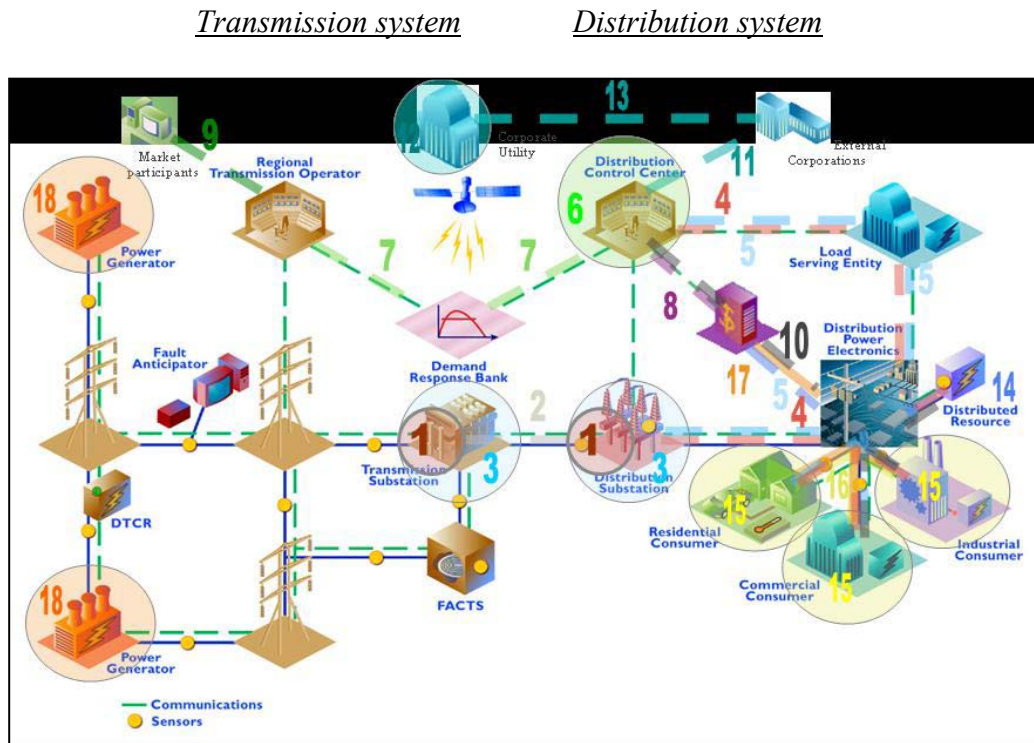 Transmission system Distribution system
13
9
12
Market
participants
Corporate
Utility
External
Corporations
11
18
Regional
Transmission Operator
Distribution
Control Center
6
4
7
7
5
Power
Generator
Load
Serving Entity
5
8
10
Fault
Anticipator
Demand
Response Bank
Distribution
Power
Electronics
17
5
4
14
Distributed
Resource
2
1
1
3
3
Transmission
Substation
Distribution
Substation
DTCR
15
16
15
Residential
Consumer
Industrial
Consumer
18
FACTS
Commercial
Consumer
15
Power
Generator
Communications
Sensors